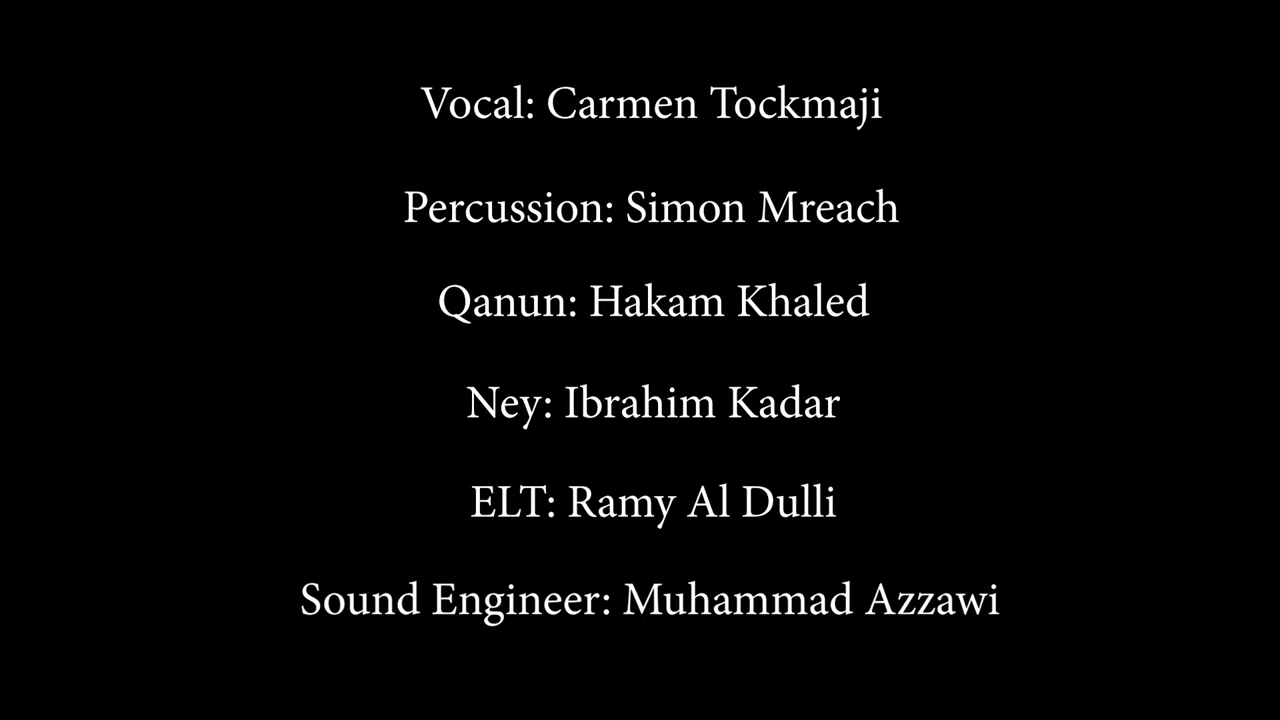 Vocal: Carmen Tockmaji
Percussion: Simon Mreach
Qanun: Hakam Khaled
Ney: Ibrahim Kadar
ELT: Ramy Al Dulli
Sound Engineer: Muhammad Azzawi